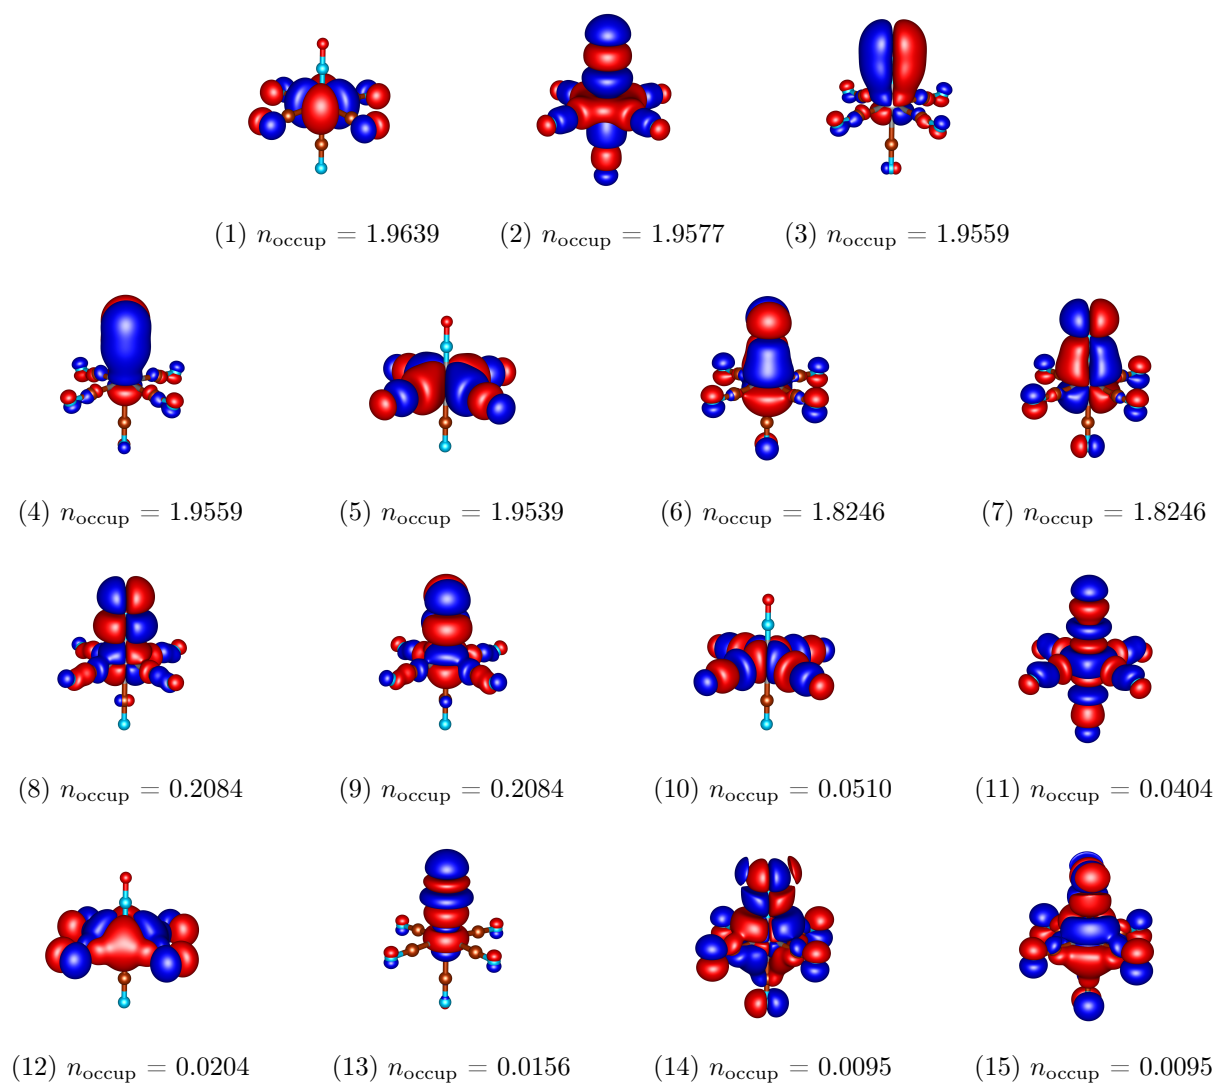 (1) n_occup = 1.9639 (2) n_occup = 1.9577 (3) n_occup = 1.9559
(4) n_occup = 1.9559 (5) n_occup = 1.9539 (6) n_occup = 1.8246 (7) n_occup = 1.8246
(8) n_occup = 0.2084 (9) n_occup = 0.2084 (10) n_occup = 0.0510 (11) n_occup = 0.0404
(12) n_occup = 0.0204 (13) n_occup = 0.0156 (14) n_occup = 0.0095 (15) n_occup = 0.0095